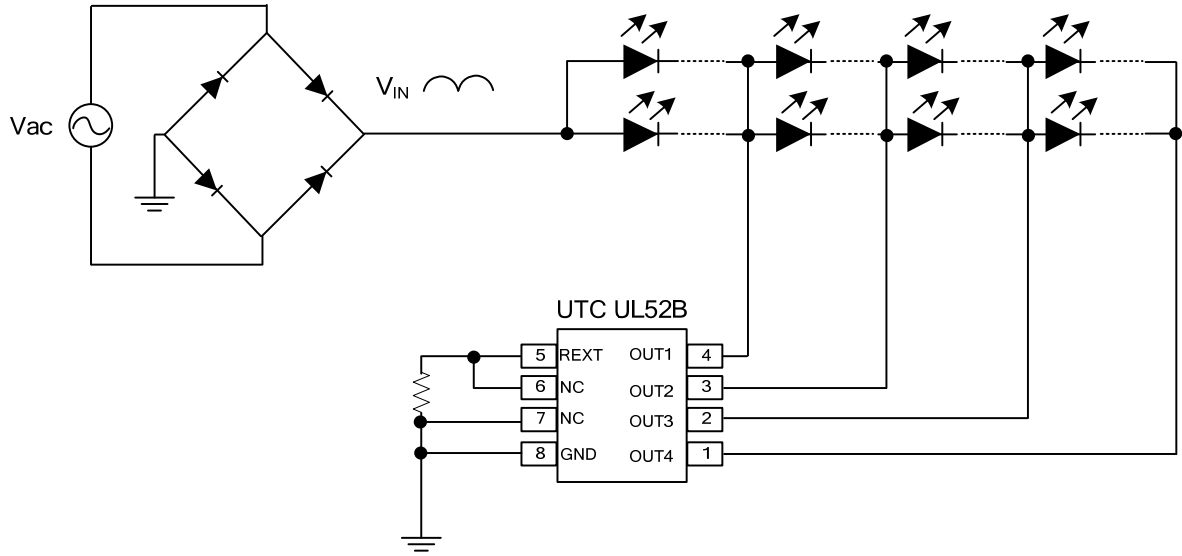 Vac
VIN
UTC UL52B
5 REXT OUT1 4
6 NC OUT2 3
7 NC OUT3 2
8 GND OUT4 1